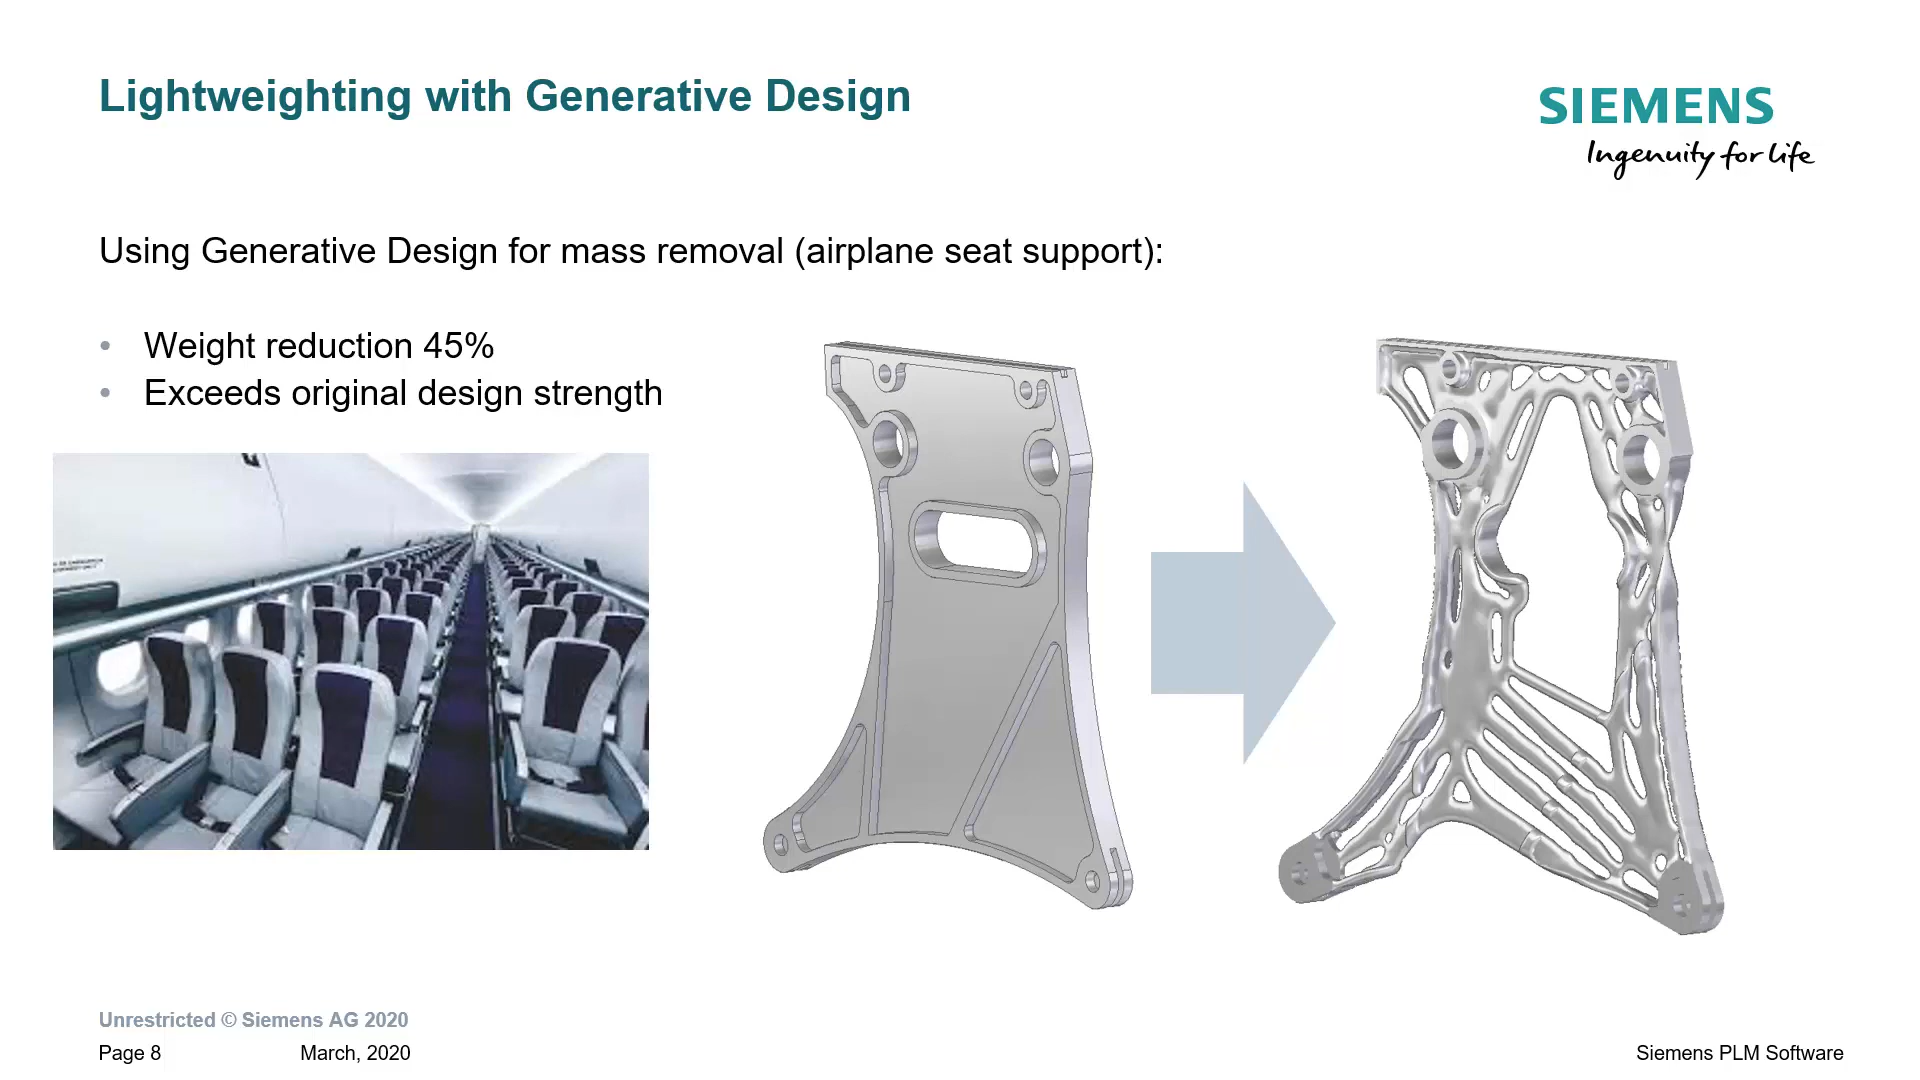 Lightweighting with Generative Design
SIEMENS
Ingenuity for life
Using Generative Design for mass removal (airplane seat support):
• Weight reduction 45%
• Exceeds original design strength
Unrestricted © Siemens AG 2020
Page 8 March, 2020 Siemens PLM Software